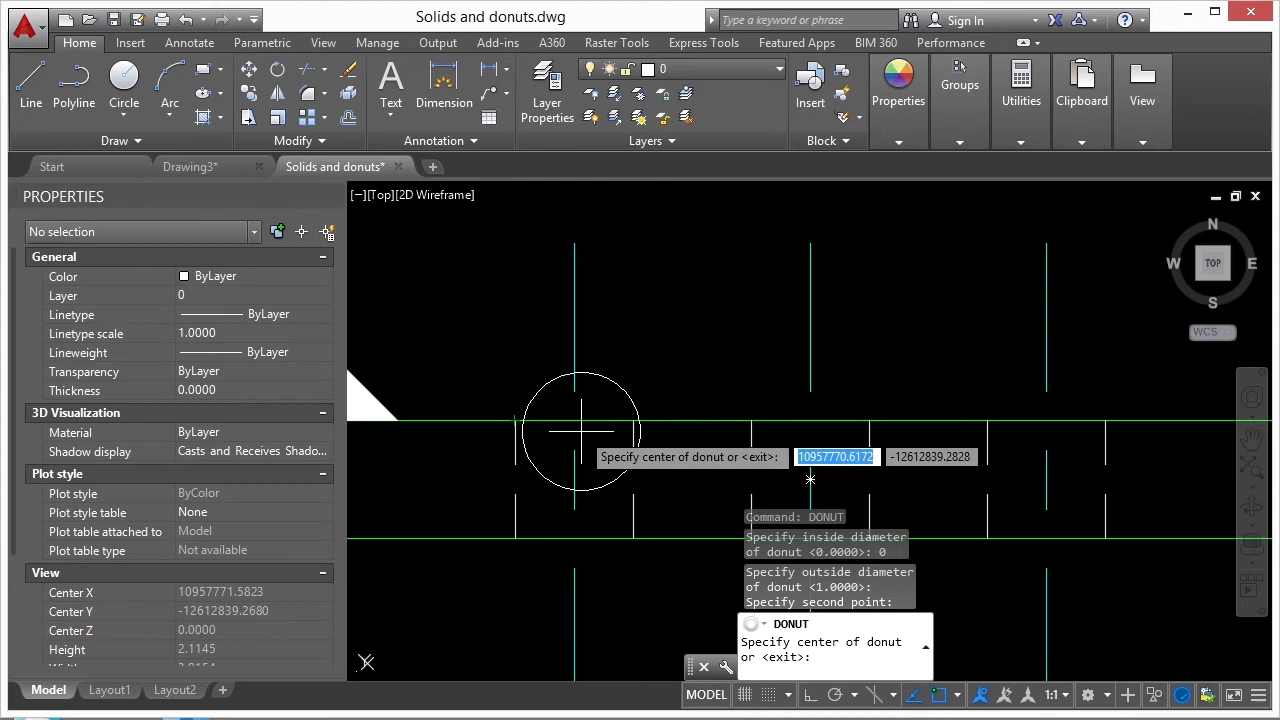 Solids and donuts.dwg
Type a keyword or phrase
Sign In
Home Insert Annotate Parametric View Manage Output Add-ins A360 Raster Tools Express Tools Featured Apps BIM 360 Performance
Line Polyline Circle Arc
Text Dimension
Layer Properties
0
Insert
Properties Groups Utilities Clipboard View
Draw Modify Annotation Layers Block
Start Drawing3* Solids and donuts*
PROPERTIES
[−][Top][2D Wireframe]
No selection
General
Color ByLayer
Layer 0
Linetype ByLayer
Linetype scale 1.0000
Lineweight ByLayer
Transparency ByLayer
Thickness 0.0000
3D Visualization
Material ByLayer
Shadow display Casts and Receives Shado...
Plot style
Plot style ByColor
Plot style table None
Plot table attached to Model
Plot table type Not available
View
Center X 10957771.5823
Center Y -12612839.2680
Center Z 0.0000
Height 2.1145
N
W TOP E
S
WCS
Specify center of donut or <exit>: 10957770.6172 -12612839.2828
Command: DONUT
Specify inside diameter
of donut <0.0000>: 0
Specify outside diameter
of donut <1.0000>:
Specify second point:
DONUT
Specify center of donut
or <exit>:
Model Layout1 Layout2
MODEL 1:1